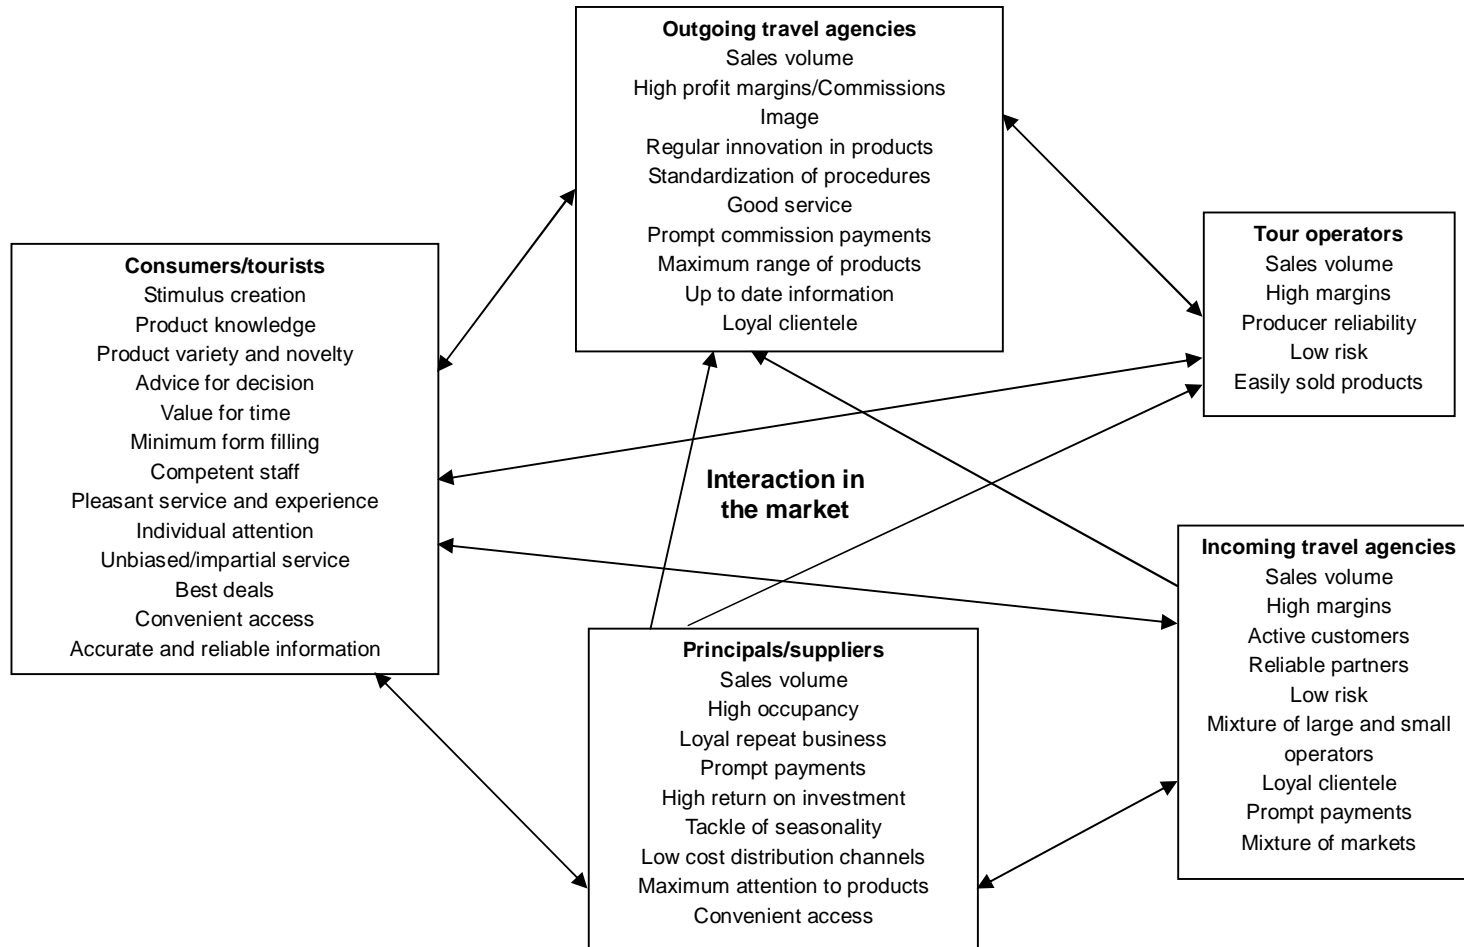 Outgoing travel agencies
Sales volume
High profit margins/Commissions
Image
Regular innovation in products
Standardization of procedures
Good service
Prompt commission payments
Maximum range of products
Up to date information
Loyal clientele
Tour operators
Sales volume
High margins
Producer reliability
Low risk
Easily sold products
Consumers/tourists
Stimulus creation
Product knowledge
Product variety and novelty
Advice for decision
Value for time
Minimum form filling
Competent staff
Pleasant service and experience
Individual attention
Unbiased/impartial service
Best deals
Convenient access
Accurate and reliable information
Interaction in
the market
Incoming travel agencies
Sales volume
High margins
Active customers
Reliable partners
Low risk
Mixture of large and small
operators
Loyal clientele
Prompt payments
Mixture of markets
Principals/suppliers
Sales volume
High occupancy
Loyal repeat business
Prompt payments
High return on investment
Tackle of seasonality
Low cost distribution channels
Maximum attention to products
Convenient access